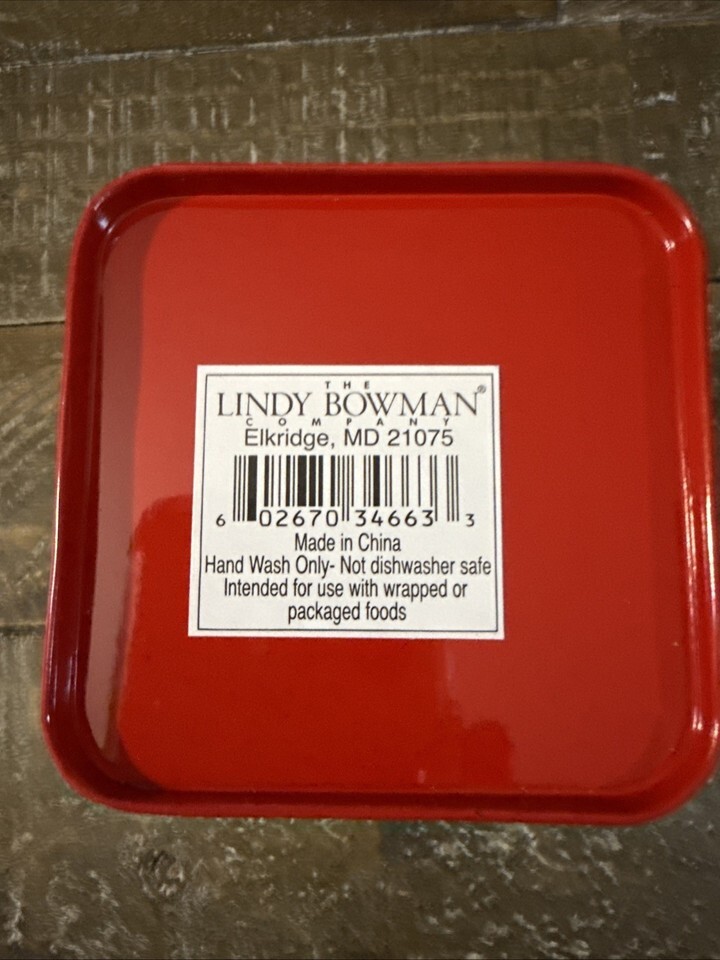 THE
LINDY BOWMAN®
COMPANY
Elkridge, MD 21075
6 02670 34663 3
Made in China
Hand Wash Only- Not dishwasher safe
Intended for use with wrapped or
packaged foods